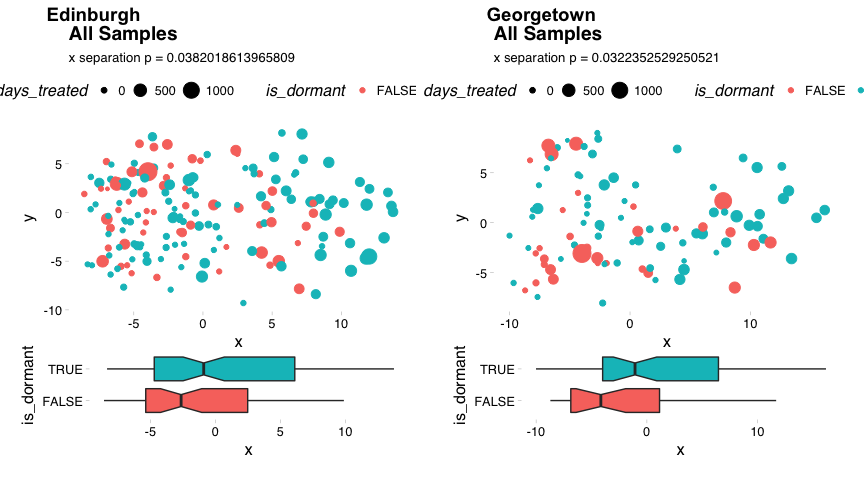 Edinburgh
All Samples
x separation p = 0.0382018613965809
days_treated 0 500 1000 is_dormant FALSE
y
5
0
-5
-10
-5 0 5 10
x
is_dormant
TRUE
FALSE
-5 0 5 10
x
Georgetown
All Samples
x separation p = 0.0322352529250521
days_treated 0 500 1000 is_dormant FALSE
y
5
0
-5
-10 0 10
x
is_dormant
TRUE
FALSE
-10 0 10
x